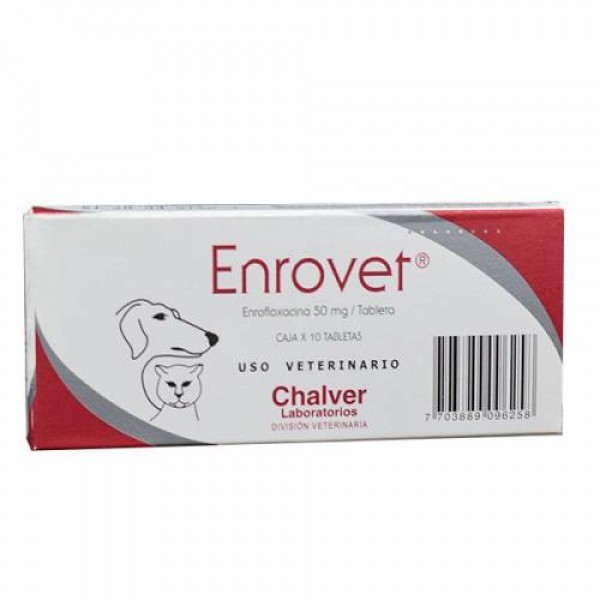 Enrovet®
Enrofloxacina 50 mg / Tableta
CAJA X 10 TABLETAS
USO VETERINARIO
Chalver
Laboratorios
DIVISIÓN VETERINARIA
7 703889 096258